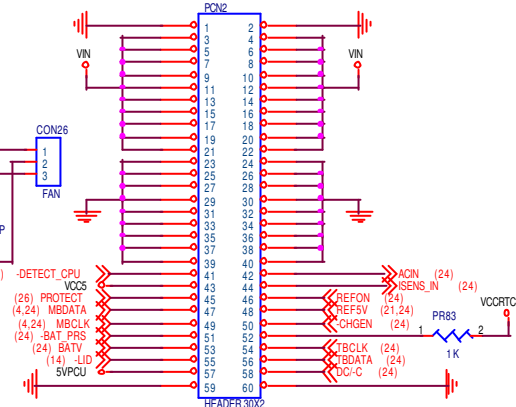 PCN2
1 2
3 4
VIN 5 6 VIN
7 8
9 10
11 12
13 14
15 16
17 18
CON26 19 20
1 21 22
2 23 24
3 25 26
FAN 27 28
29 30
31 32
33 34
P 35 36
37 38
39 40
) -DETECT_CPU 41 42 ACIN (24)
VCC5 43 44 ISENS_IN (24)
(26) PROTECT 45 46 REFON (24)
(4,24) MBDATA 47 48 REF5V (21,24) VCCRTC
(4,24) MBCLK 49 50 -CHGEN (24) PR83
(24) -BAT_PRS 51 52 1 2
(24) BATV 53 54 TBCLK (24) 1K
(14) -LID 55 56 TBDATA (24)
5VPCU 57 58 DC/-C (24)
59 60
HEADER 30X2